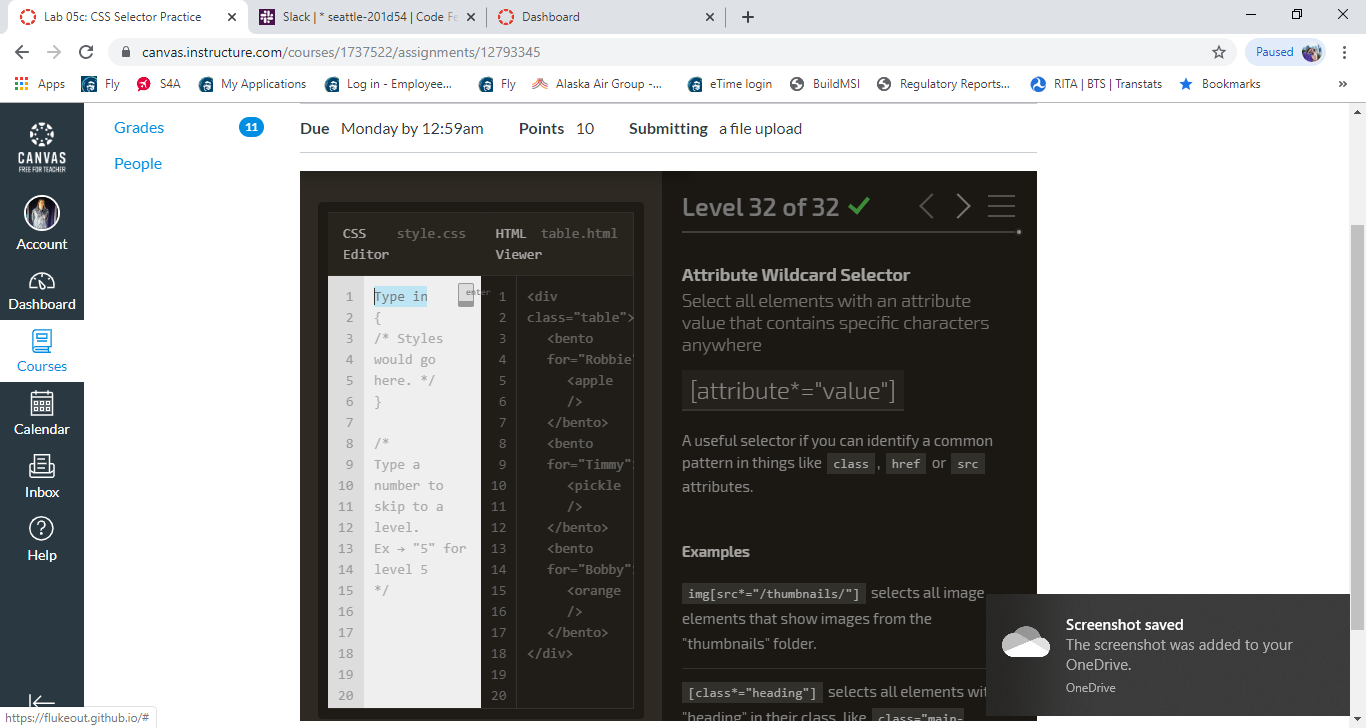 Lab 05c: CSS Selector Practice
Slack | * seattle-201d54 | Code Fe
Dashboard
canvas.instructure.com/courses/1737522/assignments/12793345
Paused
Apps
Fly
S4A
My Applications
Log in - Employee...
Fly
Alaska Air Group -...
eTime login
BuildMSI
Regulatory Reports...
RITA | BTS | Transtats
Bookmarks
»
CANVAS
FREE FOR TEACHER
Account
Dashboard
Courses
Calendar
Inbox
Help
Grades
11
People
Due Monday by 12:59am Points 10 Submitting a file upload
CSS Editor
style.css
HTML Viewer
table.html
1 Type in
enter
2 {
3 /* Styles
4 would go
5 here. */
6 }
7
8 /*
9 Type a
10 number to
11 skip to a
12 level.
13 Ex → "5" for
14 level 5
15 */
16
17
18
19
20
1 <div
2 class="table">
3 <bento
4 for="Robbie"
5 <apple
6 />
7 </bento>
8 <bento
9 for="Timmy"
10 <pickle
11 />
12 </bento>
13 <bento
14 for="Bobby"
15 <orange
16 />
17 </bento>
18 </div>
19
20
Level 32 of 32
Attribute Wildcard Selector
Select all elements with an attribute
value that contains specific characters
anywhere
[attribute*="value"]
A useful selector if you can identify a common
pattern in things like class , href or src
attributes.
Examples
img[src*="/thumbnails/"] selects all image
elements that show images from the
"thumbnails" folder.
[class*="heading"] selects all elements wit
"heading" in their class, like class="main-
Screenshot saved
The screenshot was added to your
OneDrive.
OneDrive
https://flukeout.github.io/#